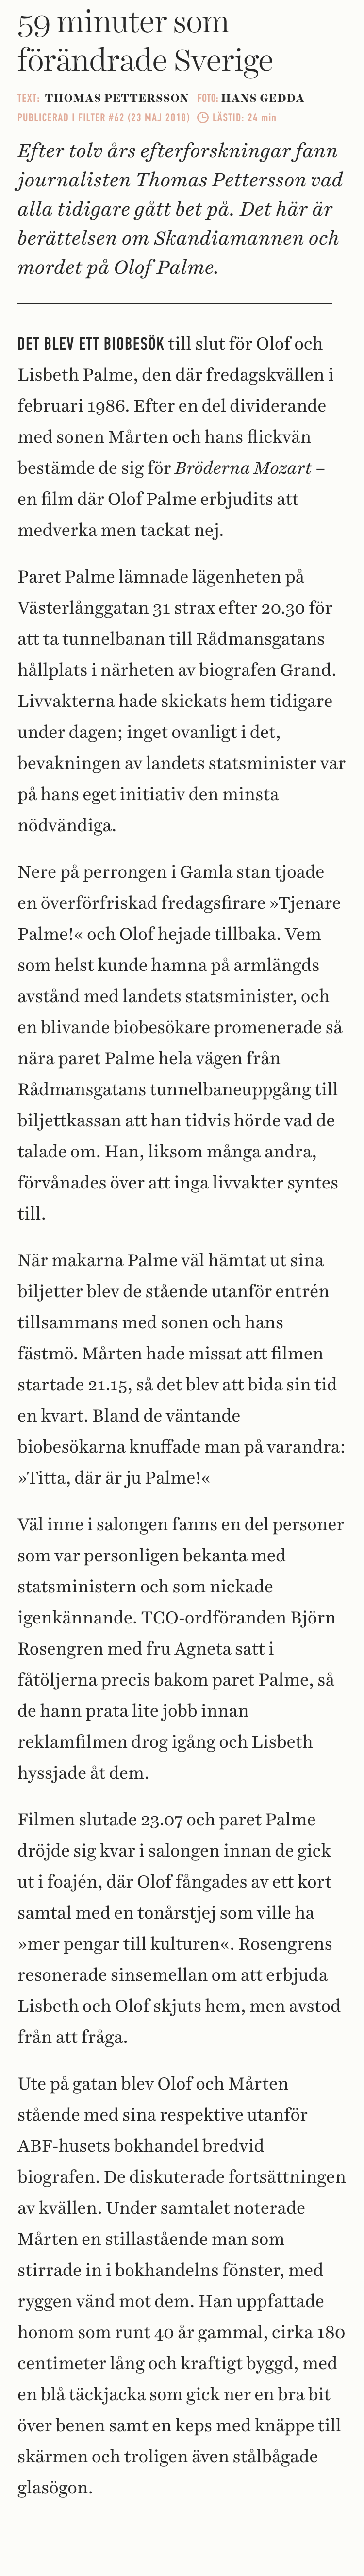 59 minuter som
förändrade Sverige
TEXT: THOMAS PETTERSSON FOTO: HANS GEDDA
PUBLICERAD I FILTER #62 (23 MAJ 2018) LÄSTID: 24 min
Efter tolv års efterforskningar fann
journalisten Thomas Pettersson vad
alla tidigare gått bet på. Det här är
berättelsen om Skandiamannen och
mordet på Olof Palme.
DET BLEV ETT BIOBESÖK till slut för Olof och
Lisbeth Palme, den där fredagskvällen i
februari 1986. Efter en del dividerande
med sonen Mårten och hans flickvän
bestämde de sig för Bröderna Mozart –
en film där Olof Palme erbjudits att
medverka men tackat nej.
Paret Palme lämnade lägenheten på
Västerlånggatan 31 strax efter 20.30 för
att ta tunnelbanan till Rådmansgatans
hållplats i närheten av biografen Grand.
Livvakterna hade skickats hem tidigare
under dagen; inget ovanligt i det,
bevakningen av landets statsminister var
på hans eget initiativ den minsta
nödvändiga.
Nere på perrongen i Gamla stan tjoade
en överförfriskad fredagsfirare »Tjenare
Palme!« och Olof hejade tillbaka. Vem
som helst kunde hamna på armlängds
avstånd med landets statsminister, och
en blivande biobesökare promenerade så
nära paret Palme hela vägen från
Rådmansgatans tunnelbaneuppgång till
biljettkassan att han tidvis hörde vad de
talade om. Han, liksom många andra,
förvånades över att inga livvakter syntes
till.
När makarna Palme väl hämtat ut sina
biljetter blev de stående utanför entrén
tillsammans med sonen och hans
fästmö. Mårten hade missat att filmen
startade 21.15, så det blev att bida sin tid
en kvart. Bland de väntande
biobesökarna knuffade man på varandra:
»Titta, där är ju Palme!«
Väl inne i salongen fanns en del personer
som var personligen bekanta med
statsministern och som nickade
igenkännande. TCO-ordföranden Björn
Rosengren med fru Agneta satt i
fåtöljerna precis bakom paret Palme, så
de hann prata lite jobb innan
reklamfilmen drog igång och Lisbeth
hyssjade åt dem.
Filmen slutade 23.07 och paret Palme
dröjde sig kvar i salongen innan de gick
ut i foajén, där Olof fångades av ett kort
samtal med en tonårstjej som ville ha
»mer pengar till kulturen«. Rosengrens
resonerade sinsemellan om att erbjuda
Lisbeth och Olof skjuts hem, men avstod
från att fråga.
Ute på gatan blev Olof och Mårten
stående med sina respektive utanför
ABF-husets bokhandel bredvid
biografen. De diskuterade fortsättningen
av kvällen. Under samtalet noterade
Mårten en stillastående man som
stirrade in i bokhandelns fönster, med
ryggen vänd mot dem. Han uppfattade
honom som runt 40 år gammal, cirka 180
centimeter lång och kraftigt byggd, med
en blå täckjacka som gick ner en bra bit
över benen samt en keps med knäppe till
skärmen och troligen även stålbågade
glasögon.